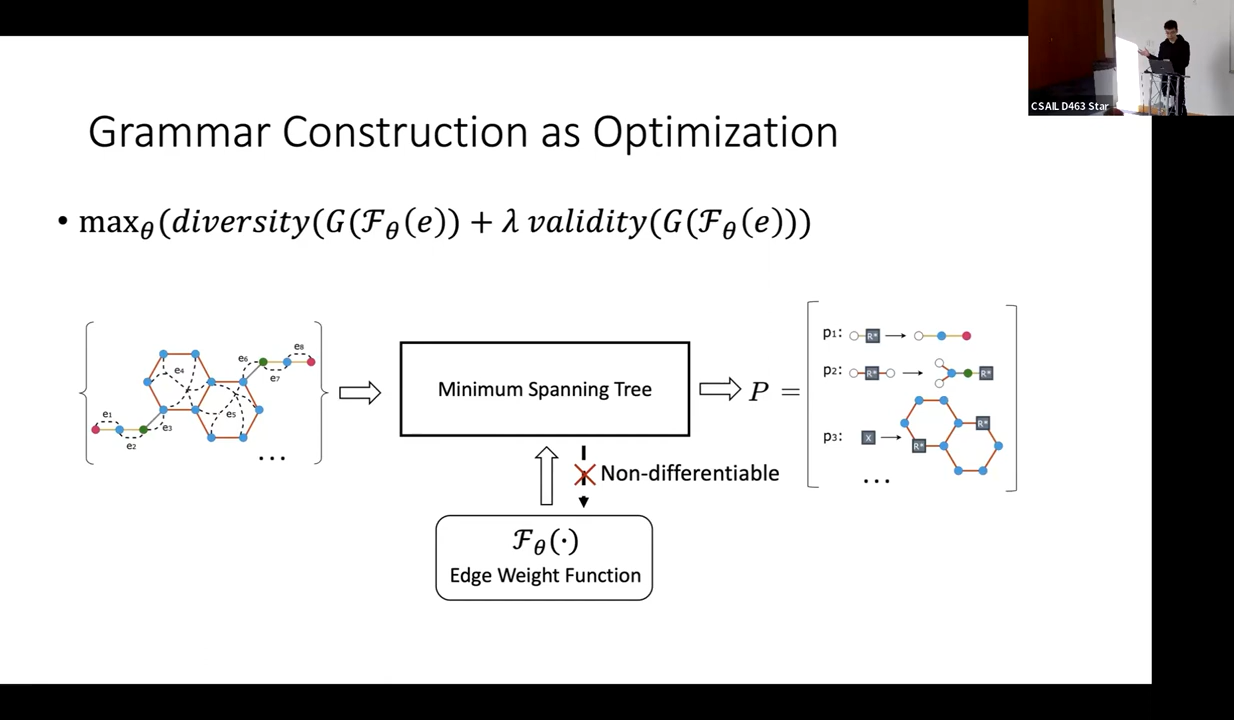 CSAIL D463 Star
Grammar Construction as Optimization
• max_θ(diversity(G(ℱ_θ(e)) + λ validity(G(ℱ_θ(e)))
e1
e2
e3
e4
e5
e6
e7
e8
...
Minimum Spanning Tree
P =
p1: R*
p2: R* R*
p3: X R* R*
...
Non-differentiable
ℱ_θ(·)
Edge Weight Function